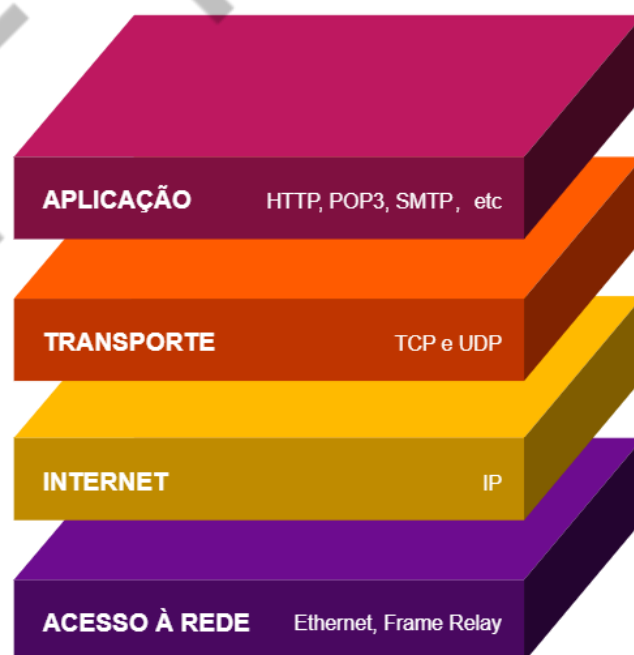 APLICAÇÃO HTTP, POP3, SMTP, etc
TRANSPORTE TCP e UDP
INTERNET IP
ACESSO À REDE Ethernet, Frame Relay